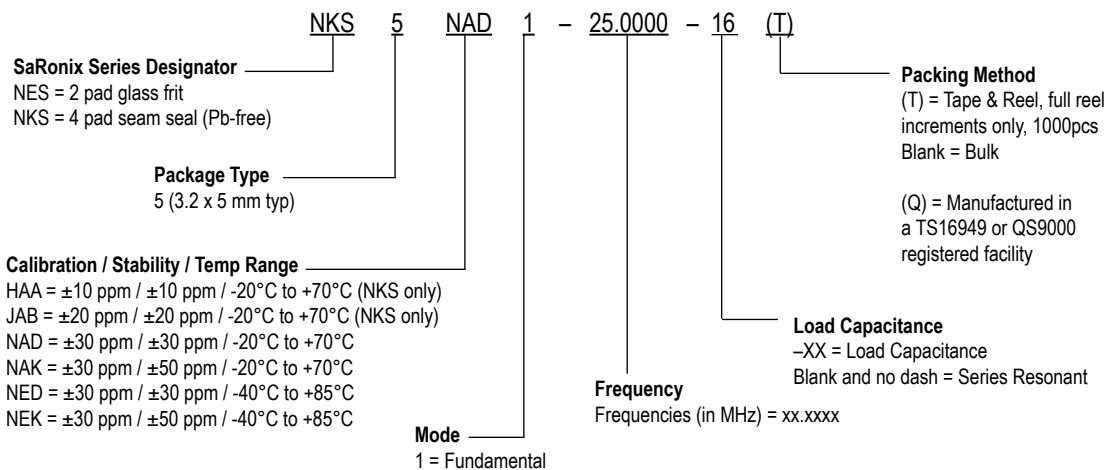 NKS 5 NAD 1 – 25.0000 – 16 (T)
SaRonix Series Designator
NES = 2 pad glass frit
NKS = 4 pad seam seal (Pb-free)
Package Type
5 (3.2 x 5 mm typ)
Calibration / Stability / Temp Range
HAA = ±10 ppm / ±10 ppm / -20°C to +70°C (NKS only)
JAB = ±20 ppm / ±20 ppm / -20°C to +70°C (NKS only)
NAD = ±30 ppm / ±30 ppm / -20°C to +70°C
NAK = ±30 ppm / ±50 ppm / -20°C to +70°C
NED = ±30 ppm / ±30 ppm / -40°C to +85°C
NEK = ±30 ppm / ±50 ppm / -40°C to +85°C
Mode
1 = Fundamental
Frequency
Frequencies (in MHz) = xx.xxxx
Load Capacitance
–XX = Load Capacitance
Blank and no dash = Series Resonant
Packing Method
(T) = Tape & Reel, full reel
increments only, 1000pcs
Blank = Bulk
(Q) = Manufactured in
a TS16949 or QS9000
registered facility